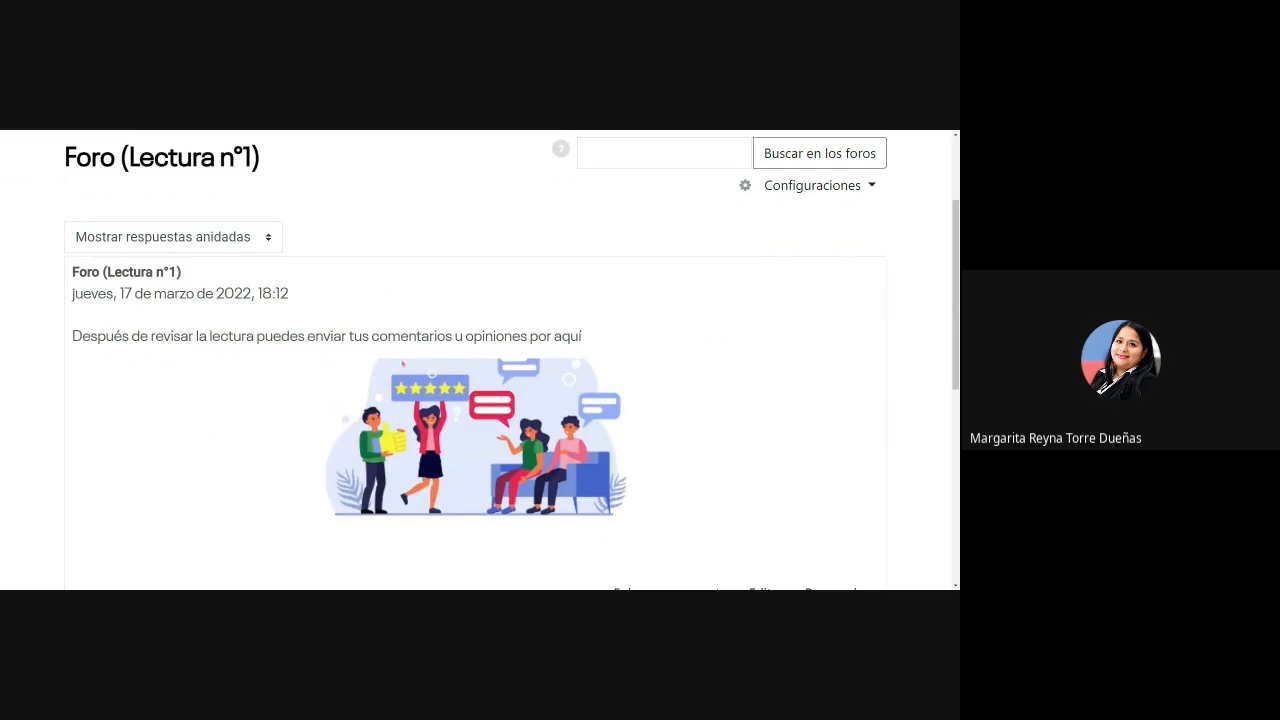 Foro (Lectura n°1)
?
Buscar en los foros
Configuraciones
Mostrar respuestas anidadas
Foro (Lectura n°1)
jueves, 17 de marzo de 2022, 18:12
Después de revisar la lectura puedes enviar tus comentarios u opiniones por aquí
Margarita Reyna Torre Dueñas